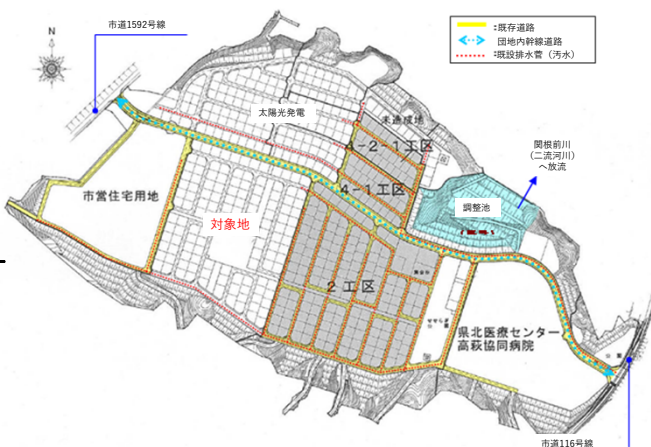 市道1592号線
:既存道路
団地内幹線道路
:既設排水菅（汚水）
N
太陽光発電
未造成地
4-2-1工区
4-1工区
関根前川
（二流河川）
へ放流
調整池
市営住宅用地
対象地
2工区
県北医療センター
高萩協同病院
市道116号線